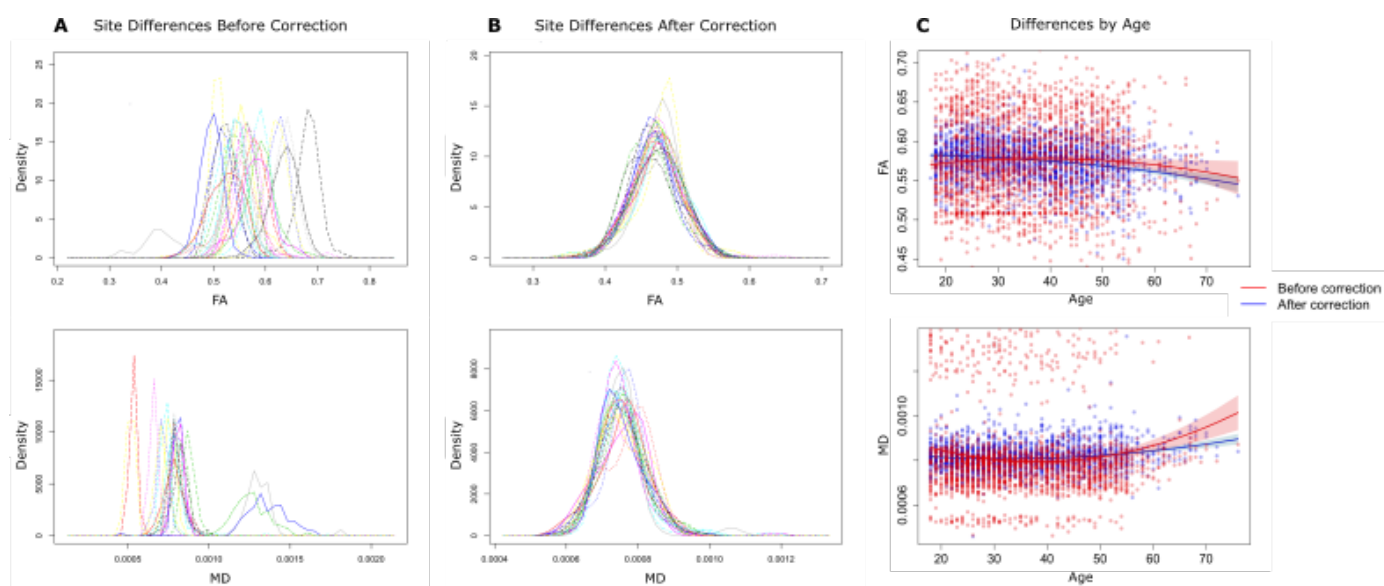 A Site Differences Before Correction
B Site Differences After Correction
C Differences by Age
Density
0 5 10 15 20 25
0.2 0.3 0.4 0.5 0.6 0.7 0.8
FA
Density
0 5 10 15 20
0.3 0.4 0.5 0.6 0.7
FA
FA
0.45 0.50 0.55 0.60 0.65 0.70
20 30 40 50 60 70
Age
Before correction
After correction
Density
0 5000 10000 15000
0.0005 0.0010 0.0015 0.0020
MD
Density
0 2000 4000 6000 8000
0.0004 0.0006 0.0008 0.0010 0.0012
MD
MD
0.0006 0.0010
20 30 40 50 60 70
Age